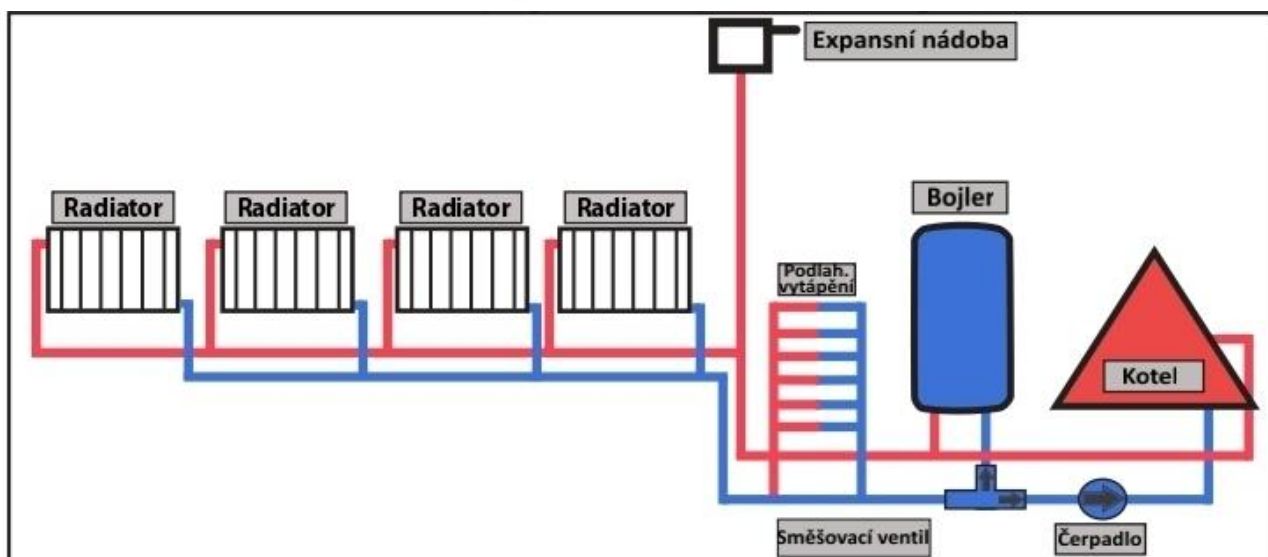 Expansní nádoba
Radiator
Radiator
Radiator
Radiator
Bojler
Podlah.
vytápění
Kotel
Směšovací ventil
Čerpadlo